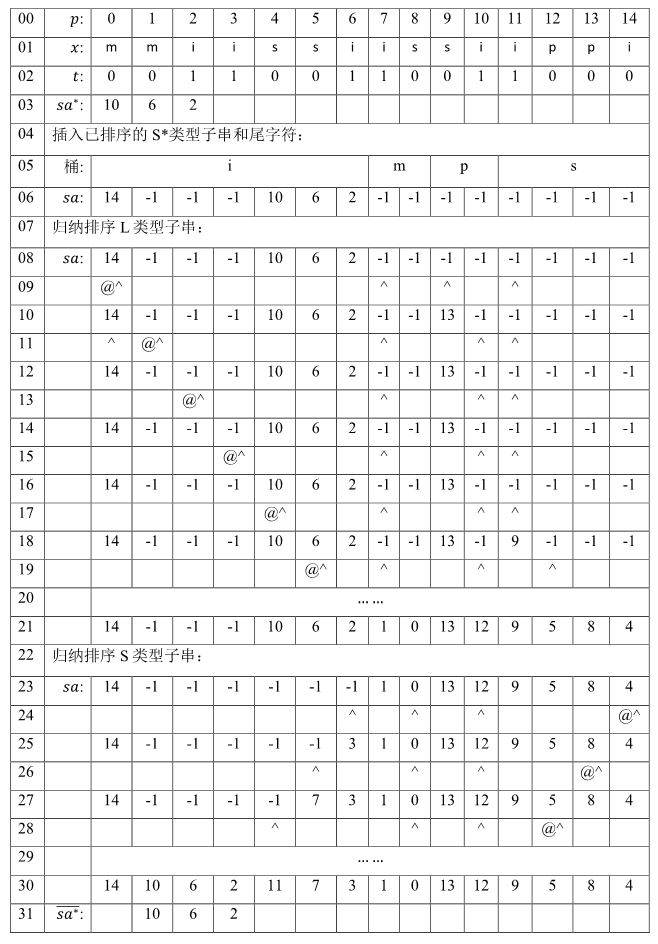 00 p: 0 1 2 3 4 5 6 7 8 9 10 11 12 13 14
01 x: m m i i s s i i s s i i p p i
02 t: 0 0 1 1 0 0 1 1 0 0 1 1 0 0 0
03 sa*: 10 6 2
04 插入已排序的 S*类型子串和尾字符:
05 桶: i m p s
06 sa: 14 -1 -1 -1 10 6 2 -1 -1 -1 -1 -1 -1 -1 -1
07 归纳排序 L 类型子串:
08 sa: 14 -1 -1 -1 10 6 2 -1 -1 -1 -1 -1 -1 -1 -1
09 @^ ^ ^ ^
10 14 -1 -1 -1 10 6 2 -1 -1 13 -1 -1 -1 -1 -1
11 ^ @^ ^ ^ ^
12 14 -1 -1 -1 10 6 2 -1 -1 13 -1 -1 -1 -1 -1
13 @^ ^ ^ ^
14 14 -1 -1 -1 10 6 2 -1 -1 13 -1 -1 -1 -1 -1
15 @^ ^ ^ ^
16 14 -1 -1 -1 10 6 2 -1 -1 13 -1 -1 -1 -1 -1
17 @^ ^ ^ ^
18 14 -1 -1 -1 10 6 2 -1 -1 13 -1 9 -1 -1 -1
19 @^ ^ ^ ^
20 ... ...
21 14 -1 -1 -1 10 6 2 1 0 13 12 9 5 8 4
22 归纳排序 S 类型子串:
23 sa: 14 -1 -1 -1 -1 -1 -1 1 0 13 12 9 5 8 4
24 ^ ^ ^ @^
25 14 -1 -1 -1 -1 -1 3 1 0 13 12 9 5 8 4
26 ^ ^ ^ @^
27 14 -1 -1 -1 -1 7 3 1 0 13 12 9 5 8 4
28 ^ ^ ^ @^
29 ... ...
30 14 10 6 2 11 7 3 1 0 13 12 9 5 8 4
31 s̅a̅*̅: 10 6 2